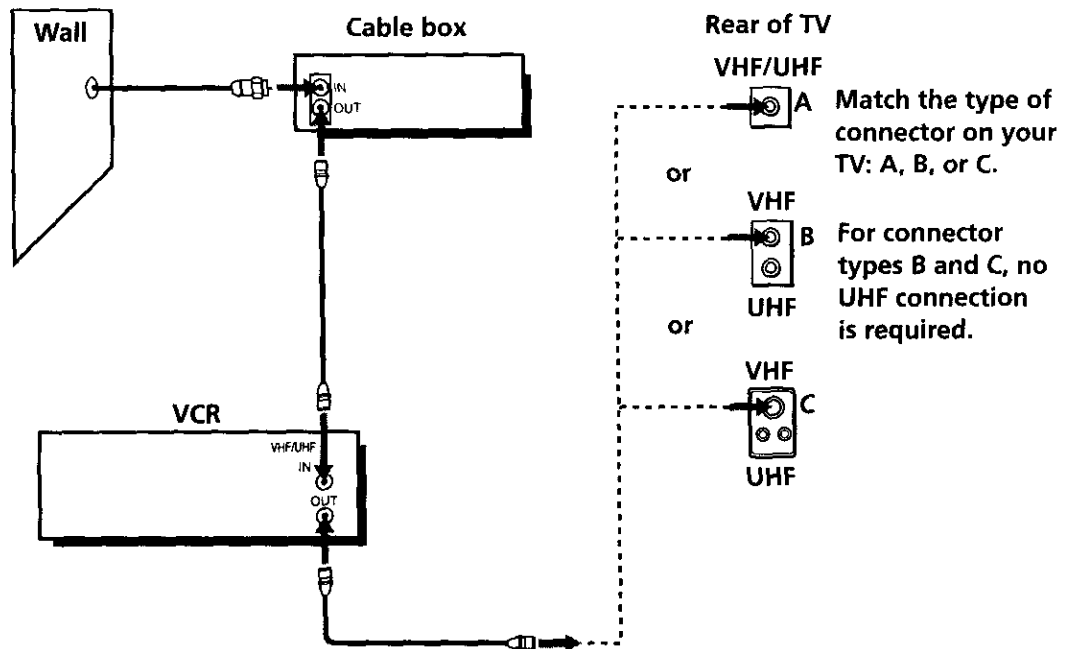 Wall
Cable box
IN
OUT
VCR
VHF/UHF
IN
OUT
Rear of TV
VHF/UHF
A
or
VHF
B
UHF
or
VHF
C
UHF
Match the type of
connector on your
TV: A, B, or C.
For connector
types B and C, no
UHF connection
is required.